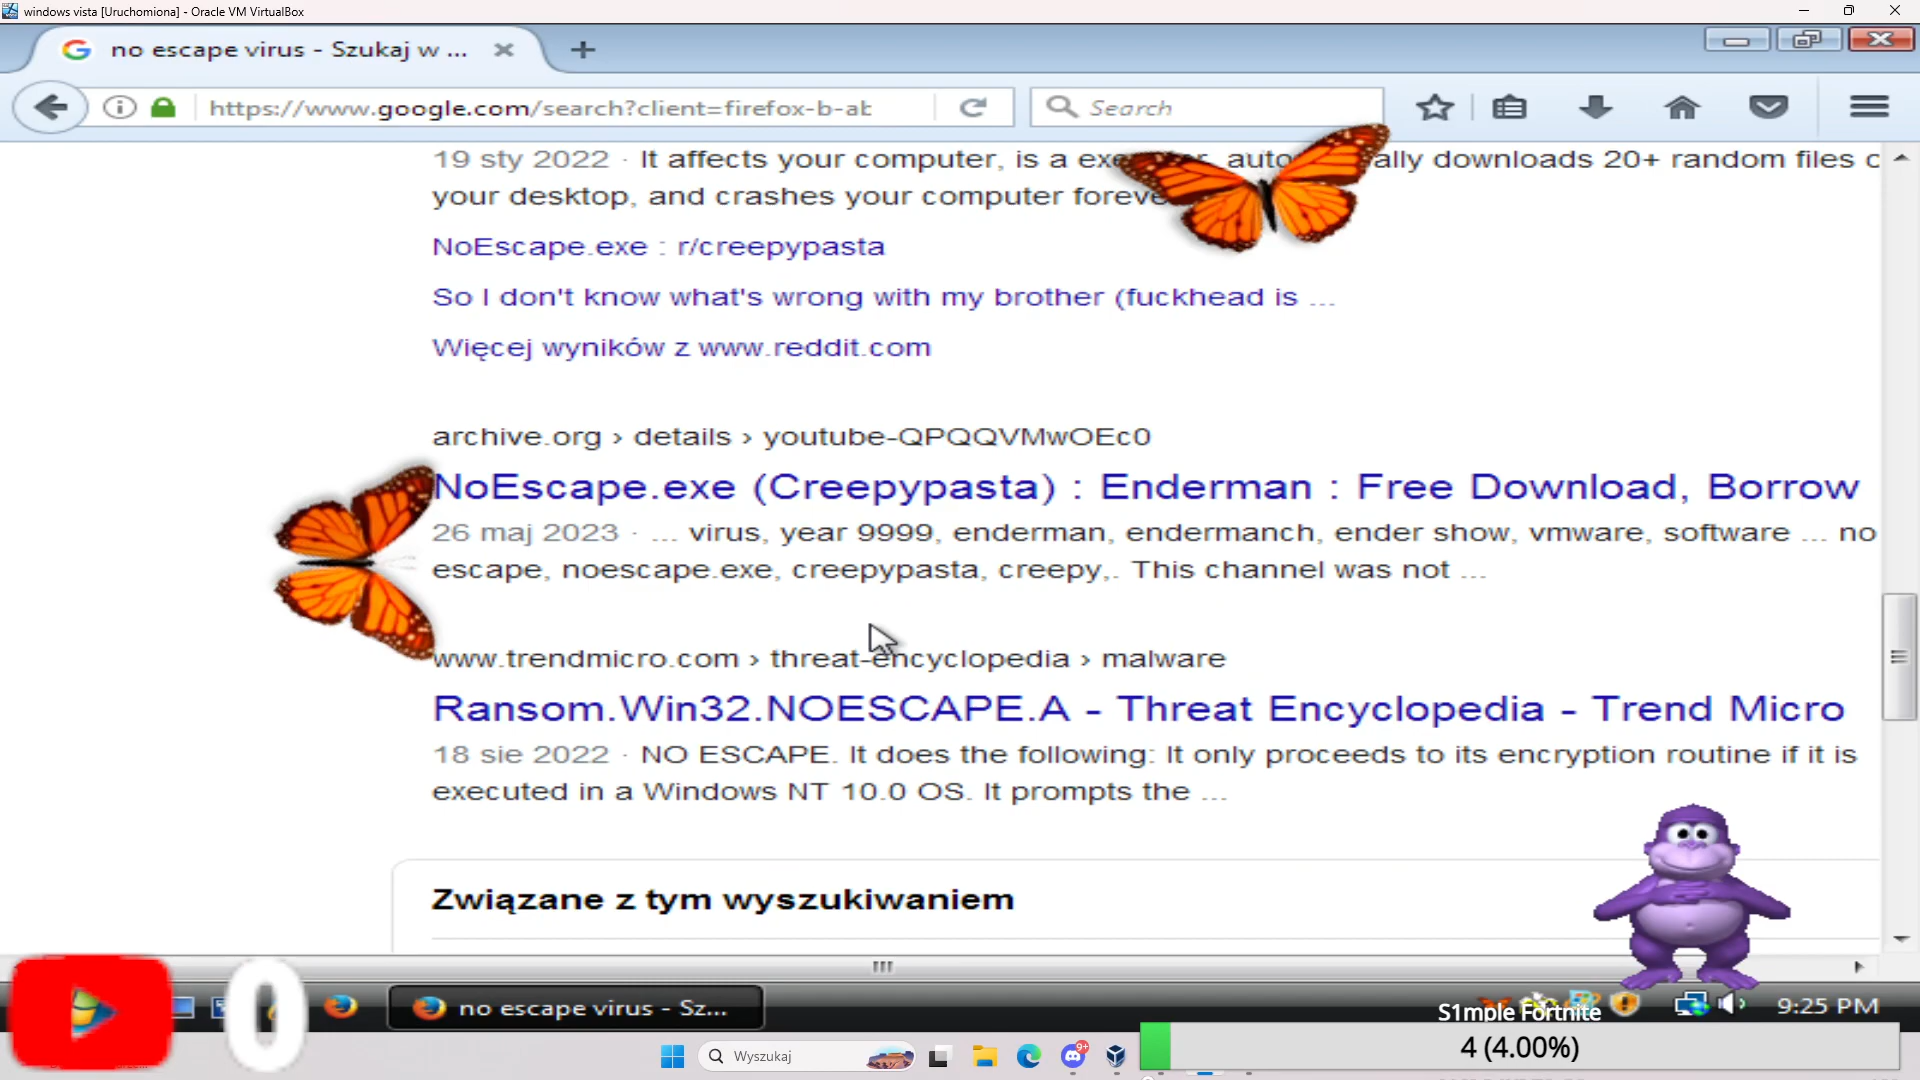 windows vista [Uruchomiona] - Oracle VM VirtualBox
no escape virus - Szukaj w ...
https://www.google.com/search?client=firefox-b-ab
Search
19 sty 2022 · It affects your computer, is a downloads 20+ random files
your desktop, and crashes your computer
NoEscape.exe : r/creepypasta
So I don't know what's wrong with my brother (fuckhead is ...
Więcej wyników z www.reddit.com
archive.org › details › youtube-QPQQVMwOEc0
NoEscape.exe (Creepypasta) : Enderman : Free Download, Borrow
26 maj 2023 · ... virus, year 9999, enderman, endermanch, ender show, vmware, software ... no
escape, noescape.exe, creepypasta, creepy,. This channel was not ...
www.trendmicro.com › threat-encyclopedia › malware
Ransom.Win32.NOESCAPE.A - Threat Encyclopedia - Trend Micro
18 sie 2022 · NO ESCAPE. It does the following: It only proceeds to its encryption routine if it is
executed in a Windows NT 10.0 OS. It prompts the ...
Związane z tym wyszukiwaniem
0
no escape virus - Sz...
S1mple Fortnite
9:25 PM
Wyszukaj
9+
4 (4.00%)